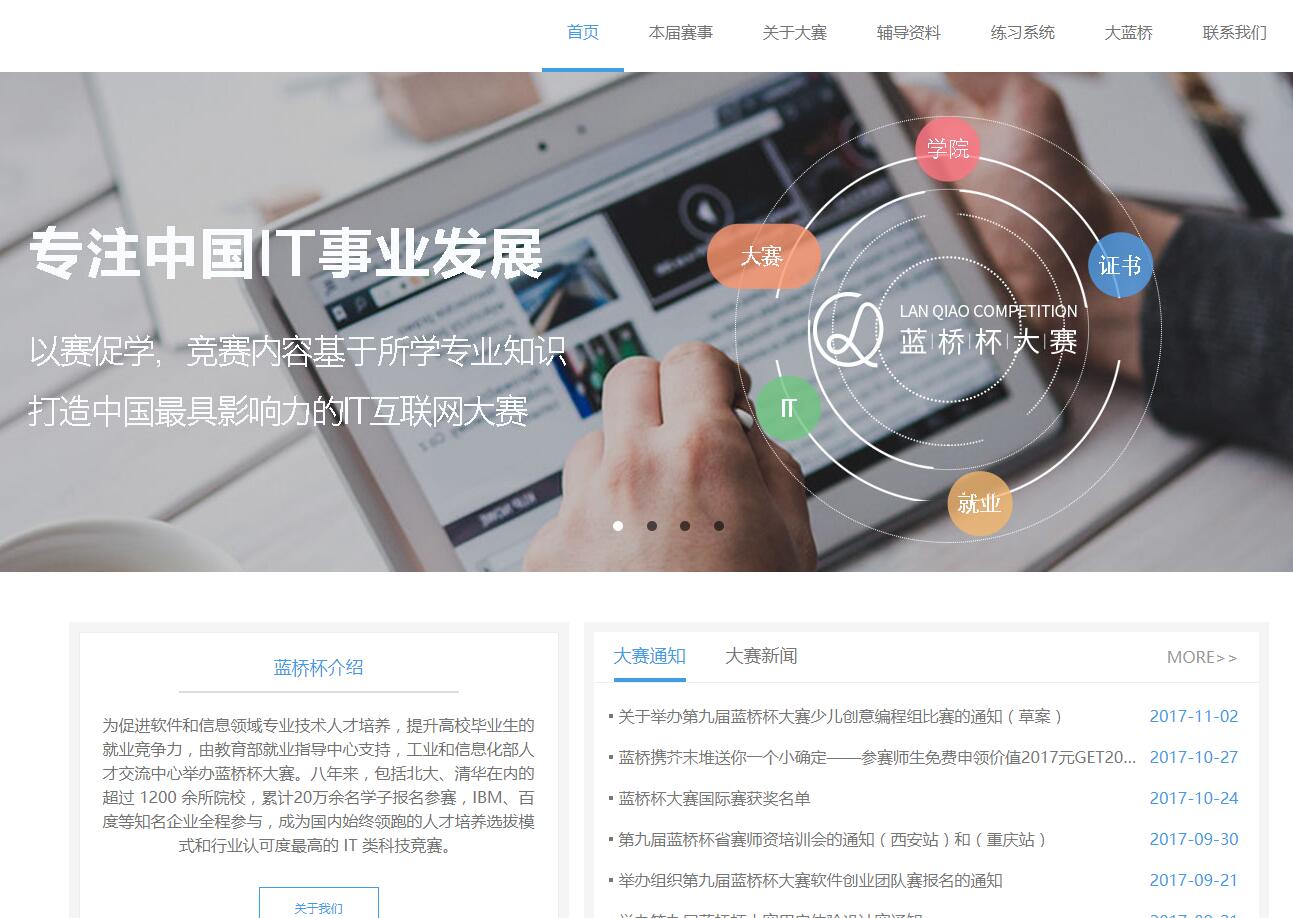 首页 本届赛事 关于大赛 辅导资料 练习系统 大蓝桥 联系我们
专注中国IT事业发展
以赛促学，竞赛内容基于所学专业知识
打造中国最具影响力的IT互联网大赛
学院
大赛
证书
LAN QIAO COMPETITION
蓝桥杯大赛
IT
就业
蓝桥杯介绍
为促进软件和信息领域专业技术人才培养，提升高校毕业生的
就业竞争力，由教育部就业指导中心支持，工业和信息化部人
才交流中心举办蓝桥杯大赛。八年来，包括北大、清华在内的
超过 1200 余所院校，累计20万余名学子报名参赛，IBM、百
度等知名企业全程参与，成为国内始终领跑的人才培养选拔模
式和行业认可度最高的 IT 类科技竞赛。
关于我们
大赛通知 大赛新闻 MORE>>
关于举办第九届蓝桥杯大赛少儿创意编程组比赛的通知（草案） 2017-11-02
蓝桥携芥末堆送你一个小确定——参赛师生免费申领价值2017元GET20... 2017-10-27
蓝桥杯大赛国际赛获奖名单 2017-10-24
第九届蓝桥杯省赛师资培训会的通知（西安站）和（重庆站） 2017-09-30
举办组织第九届蓝桥杯大赛软件创业团队赛报名的通知 2017-09-21